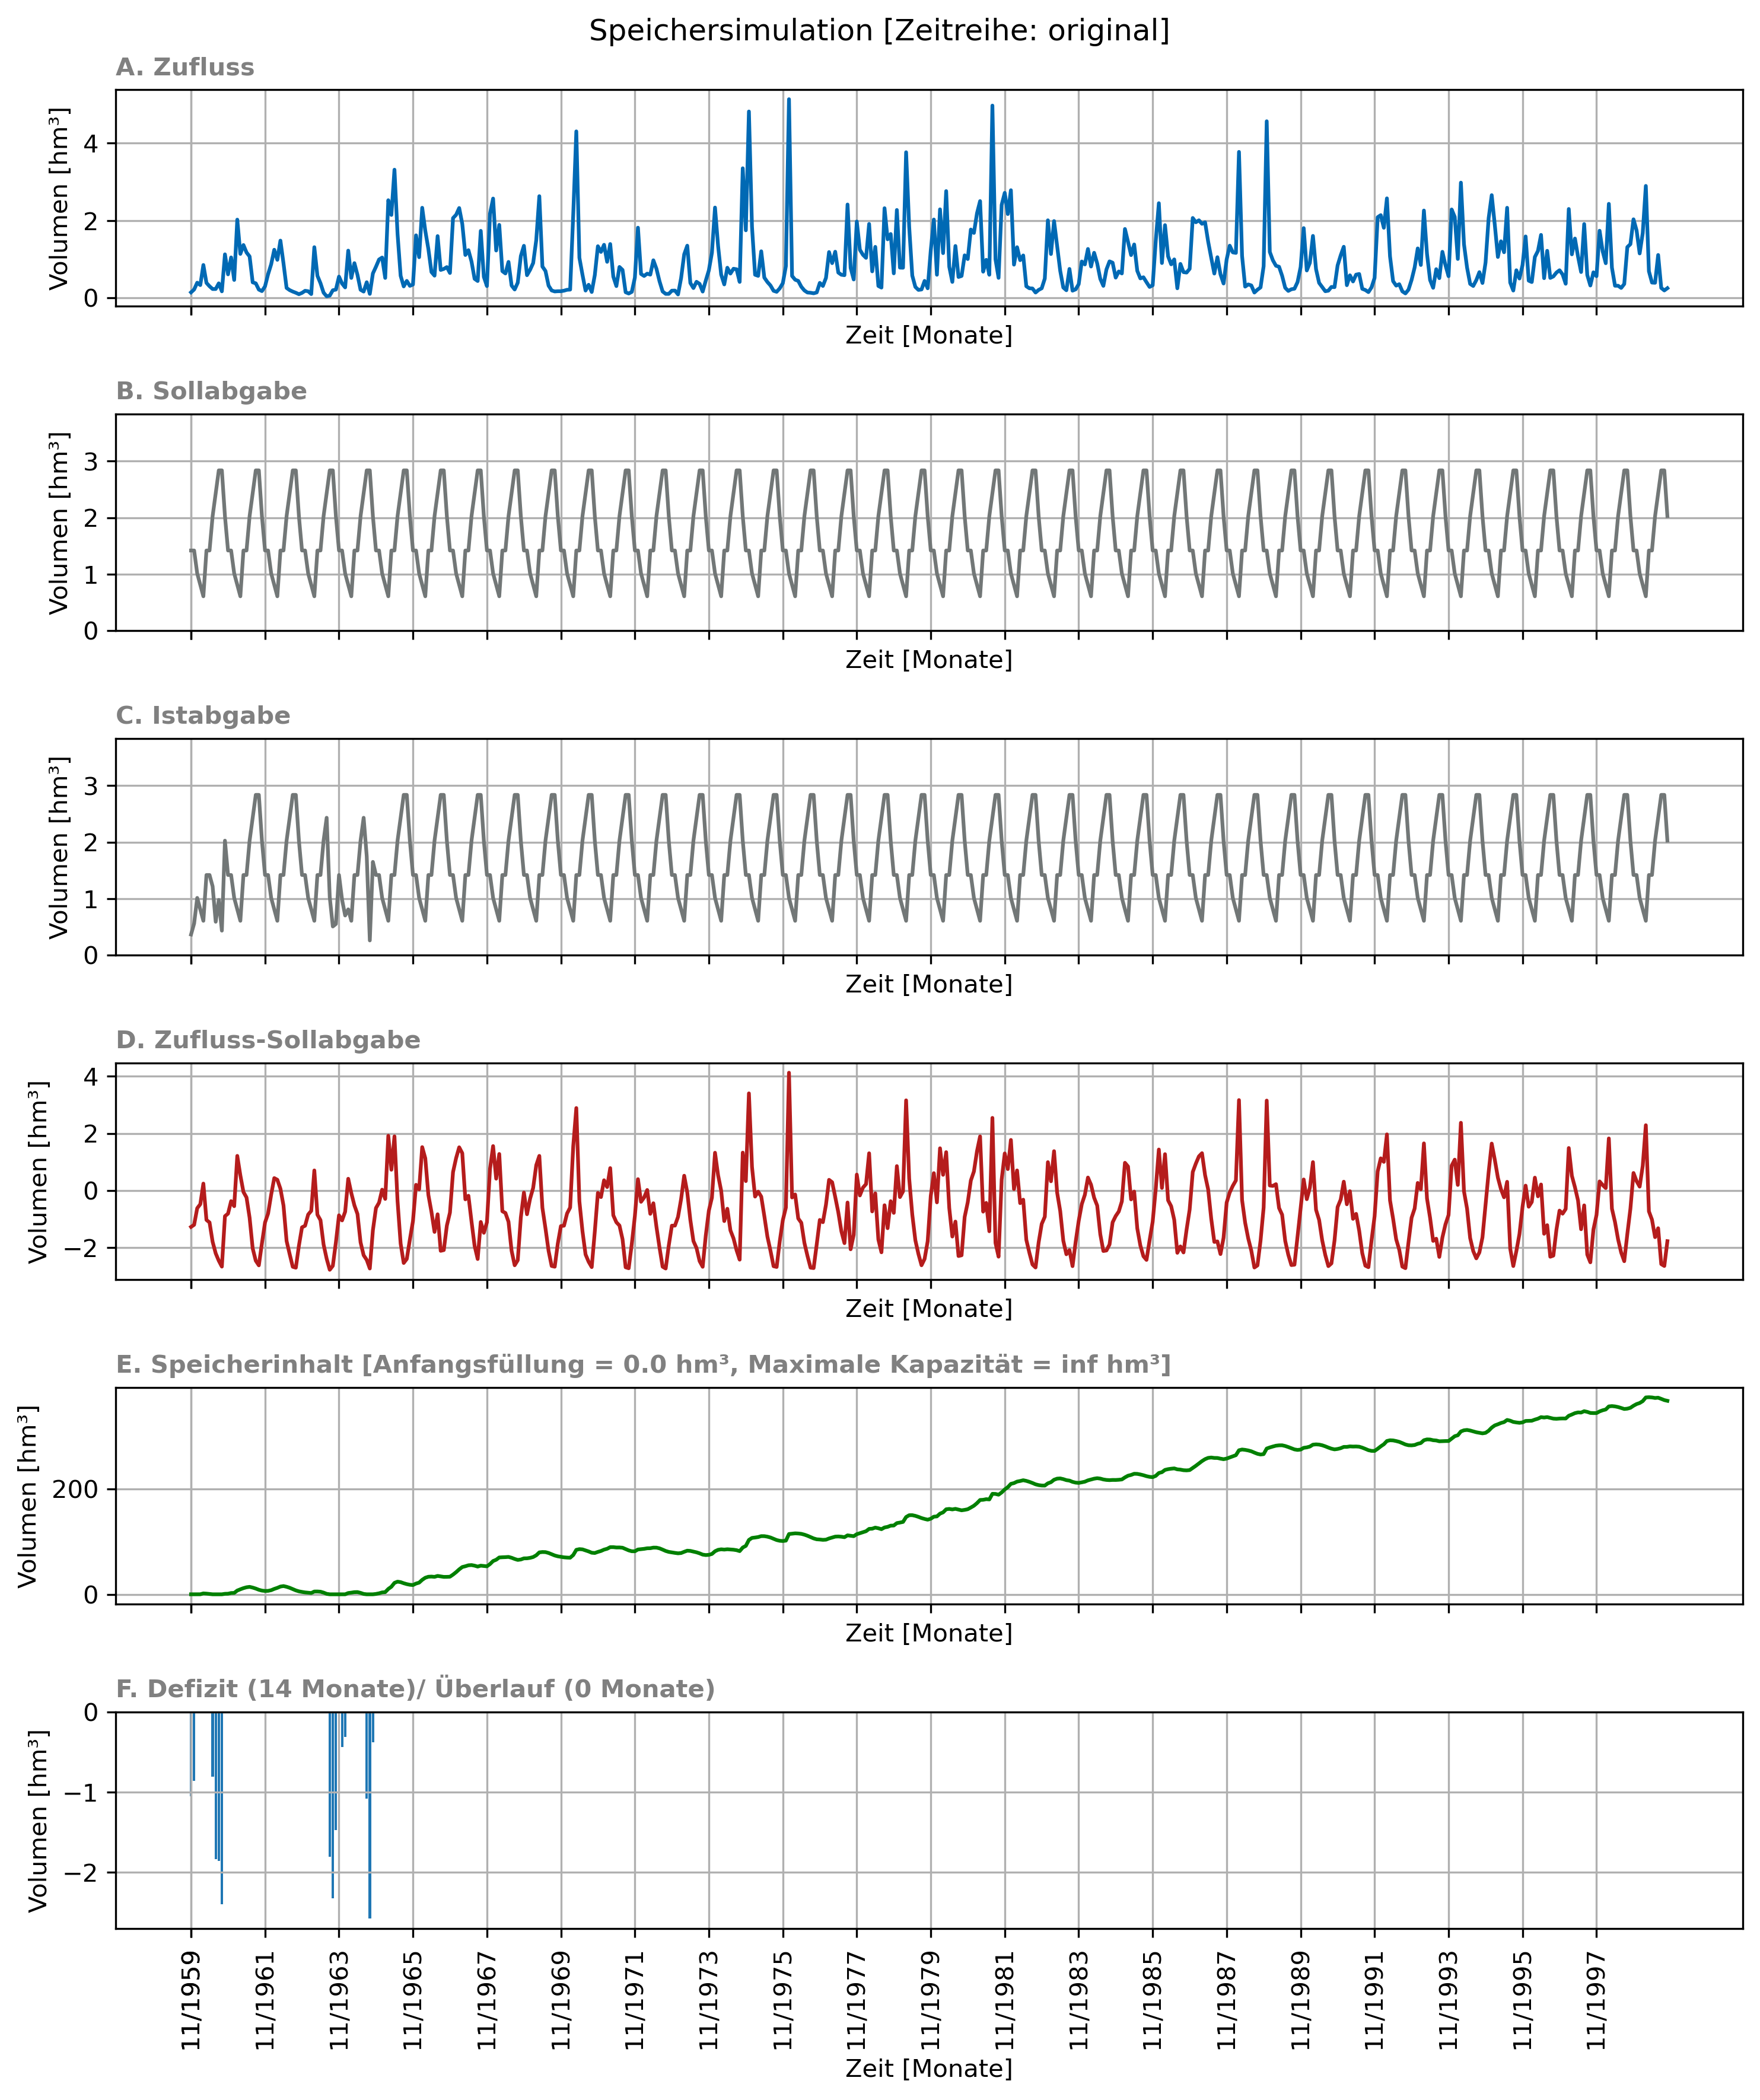 Speichersimulation [Zeitreihe: original]
A. Zufluss
Volumen [hm³]
4
2
0
Zeit [Monate]
B. Sollabgabe
Volumen [hm³]
3
2
1
0
Zeit [Monate]
C. Istabgabe
Volumen [hm³]
3
2
1
0
Zeit [Monate]
D. Zufluss-Sollabgabe
Volumen [hm³]
4
2
0
−2
Zeit [Monate]
E. Speicherinhalt [Anfangsfüllung = 0.0 hm³, Maximale Kapazität = inf hm³]
Volumen [hm³]
200
0
Zeit [Monate]
F. Defizit (14 Monate)/ Überlauf (0 Monate)
Volumen [hm³]
0
−1
−2
11/1959
11/1961
11/1963
11/1965
11/1967
11/1969
11/1971
11/1973
11/1975
11/1977
11/1979
11/1981
11/1983
11/1985
11/1987
11/1989
11/1991
11/1993
11/1995
11/1997
Zeit [Monate]